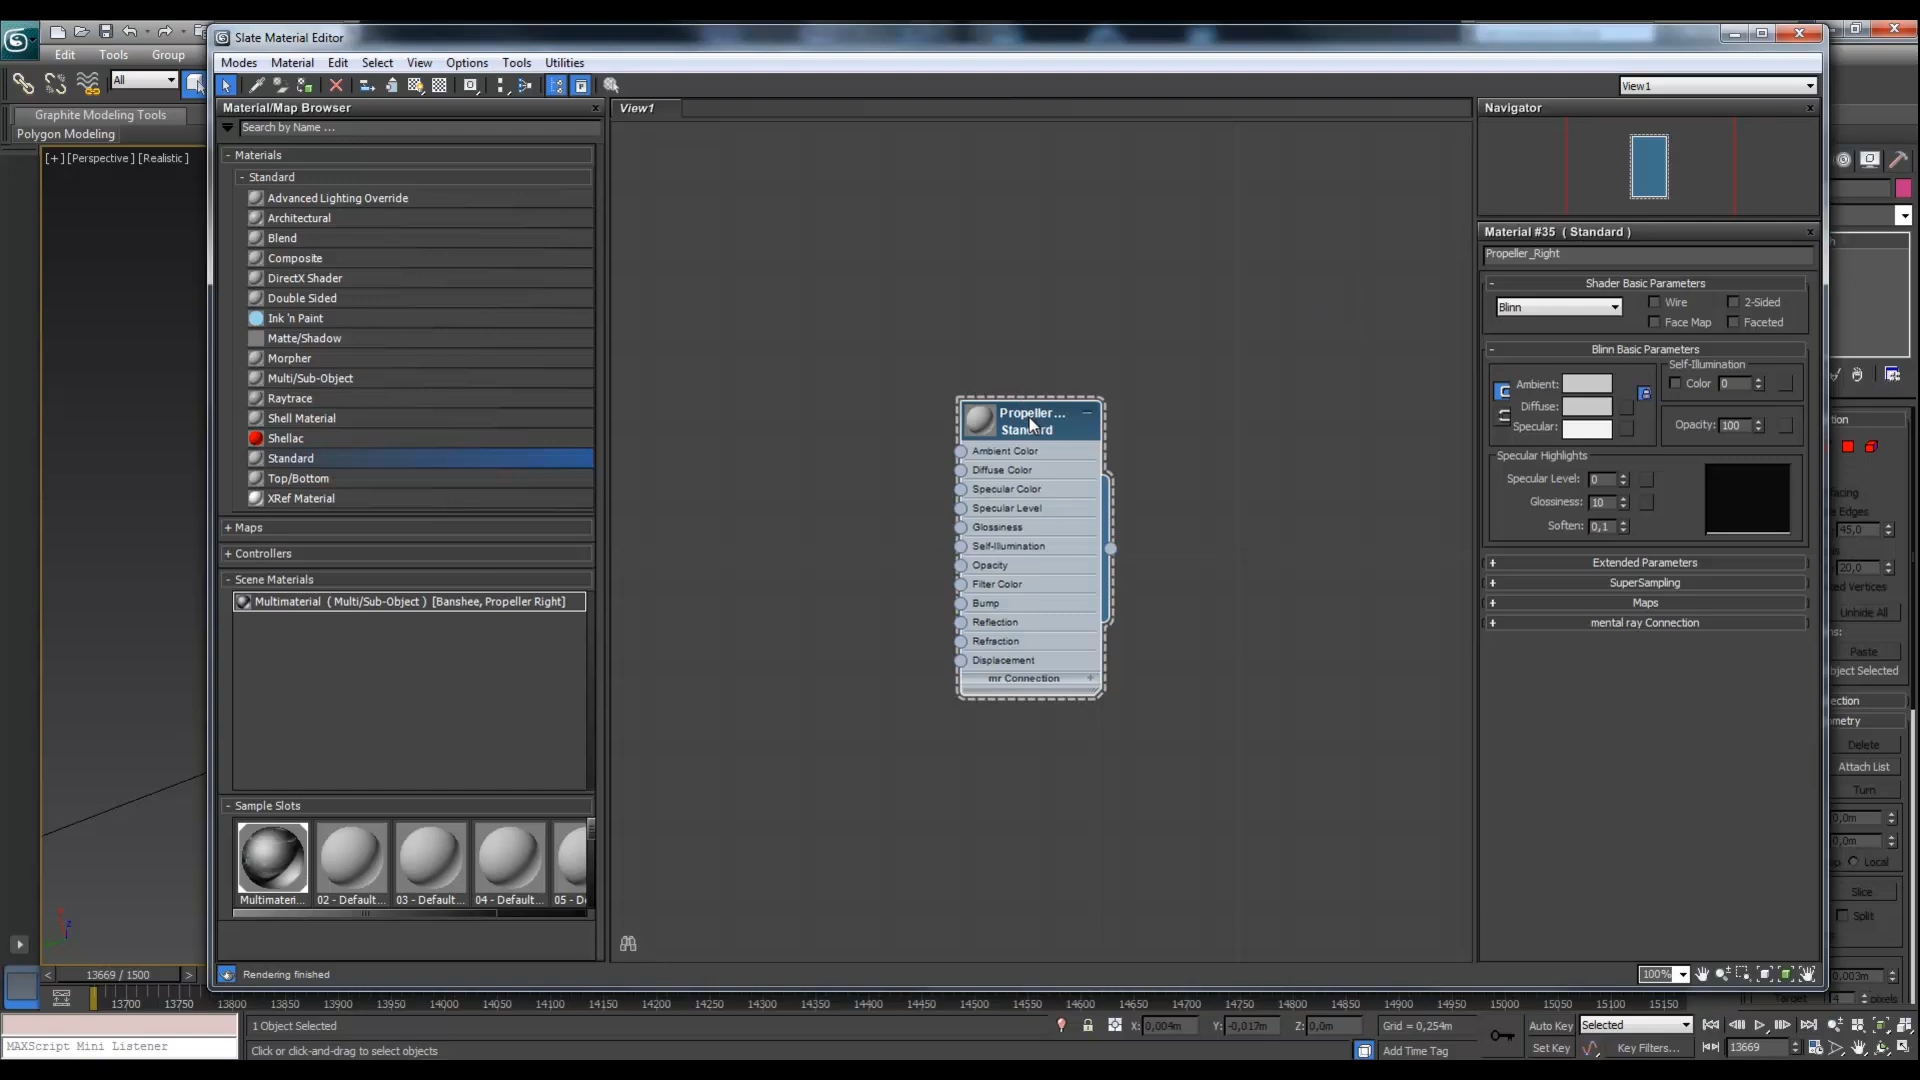 Slate Material Editor
Edit Tools Group
Modes Material Edit Select View Options Tools Utilities
All
View1
Graphite Modeling Tools
Polygon Modeling
[+] [Perspective] [Realistic]
Material/Map Browser
Search by Name ...
- Materials
- Standard
Advanced Lighting Override
Architectural
Blend
Composite
DirectX Shader
Double Sided
Ink 'n Paint
Matte/Shadow
Morpher
Multi/Sub-Object
Raytrace
Shell Material
Shellac
Standard
Top/Bottom
XRef Material
+ Maps
+ Controllers
- Scene Materials
Multimaterial ( Multi/Sub-Object ) [Banshee, Propeller Right]
- Sample Slots
Multimateri... 02 - Default... 03 - Default... 04 - Default... 05 - D
Rendering finished
View1
Propeller...
Standard
Ambient Color
Diffuse Color
Specular Color
Specular Level
Glossiness
Self-Illumination
Opacity
Filter Color
Bump
Reflection
Refraction
Displacement
mr Connection +
Navigator
Material #35 ( Standard )
Propeller_Right
- Shader Basic Parameters
Blinn Wire 2-Sided
Face Map Faceted
- Blinn Basic Parameters
Self-Illumination
Ambient: Color 0
Diffuse:
Specular: Opacity: 100
Specular Highlights
Specular Level: 0
Glossiness: 10
Soften: 0,1
+ Extended Parameters
+ SuperSampling
+ Maps
+ mental ray Connection
100%
Edges
45,0
20,0
Vertices
Unhide All
Paste
Object Selected
Delete
Attach List
Turn
0,0m
0,0m
Local
Slice
Split
0,003m
Target 4 pixels
< 13669 / 1500 >
13700 13750 13800 13850 13900 13950 14000 14050 14100 14150 14200 14250 14300 14350 14400 14450 14500 14550 14600 14650 14700 14750 14800 14850 14900 14950 15000 15050 15100 15150
1 Object Selected X: 0,004m Y: -0,017m Z: 0,0m Grid = 0,254m Auto Key Selected
MAXScript Mini Listener
Click or click-and-drag to select objects Add Time Tag Set Key Key Filters... 13669